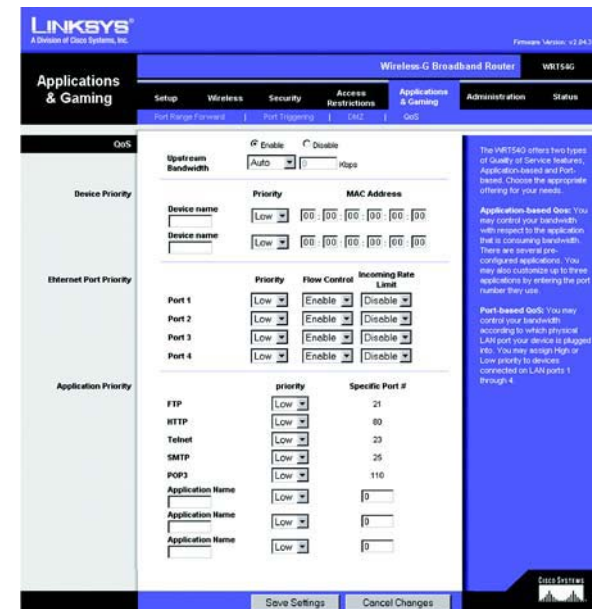 LINKSYS®
A Division of Cisco Systems, Inc.
Firmware Version: v2.04.3
Wireless-G Broadband Router WRT54G
Applications & Gaming
Setup Wireless Security Access Restrictions Applications & Gaming Administration Status
Port Range Forward | Port Triggering | DMZ | QoS
QoS
Enable Disable
Upstream Bandwidth Auto 0 Kbps
Device Priority
Priority MAC Address
Device name
Low 00 : 00 : 00 : 00 : 00 : 00
Device name
Low 00 : 00 : 00 : 00 : 00 : 00
Ehternet Port Priority
Priority Flow Control Incoming Rate Limit
Port 1 Low Enable Disable
Port 2 Low Enable Disable
Port 3 Low Enable Disable
Port 4 Low Enable Disable
Application Priority
priority Specific Port #
FTP Low 21
HTTP Low 80
Telnet Low 23
SMTP Low 25
POP3 Low 110
Application Name
Low 0
Application Name
Low 0
Application Name
Low 0
The WRT54G offers two types
of Quality of Service features,
Application-based and Port-
based. Choose the appropriate
offering for your needs.
Application-based Qos: You
may control your bandwidth
with respect to the application
that is consuming bandwidth.
There are several pre-
configured applications. You
may also customize up to three
applications by entering the port
number they use.
Port-based QoS: You may
control your bandwidth
according to which physical
LAN port your device is plugged
into. You may assign High or
Low priority to devices
connected on LAN ports 1
through 4.
Save Settings Cancel Changes
CISCO SYSTEMS